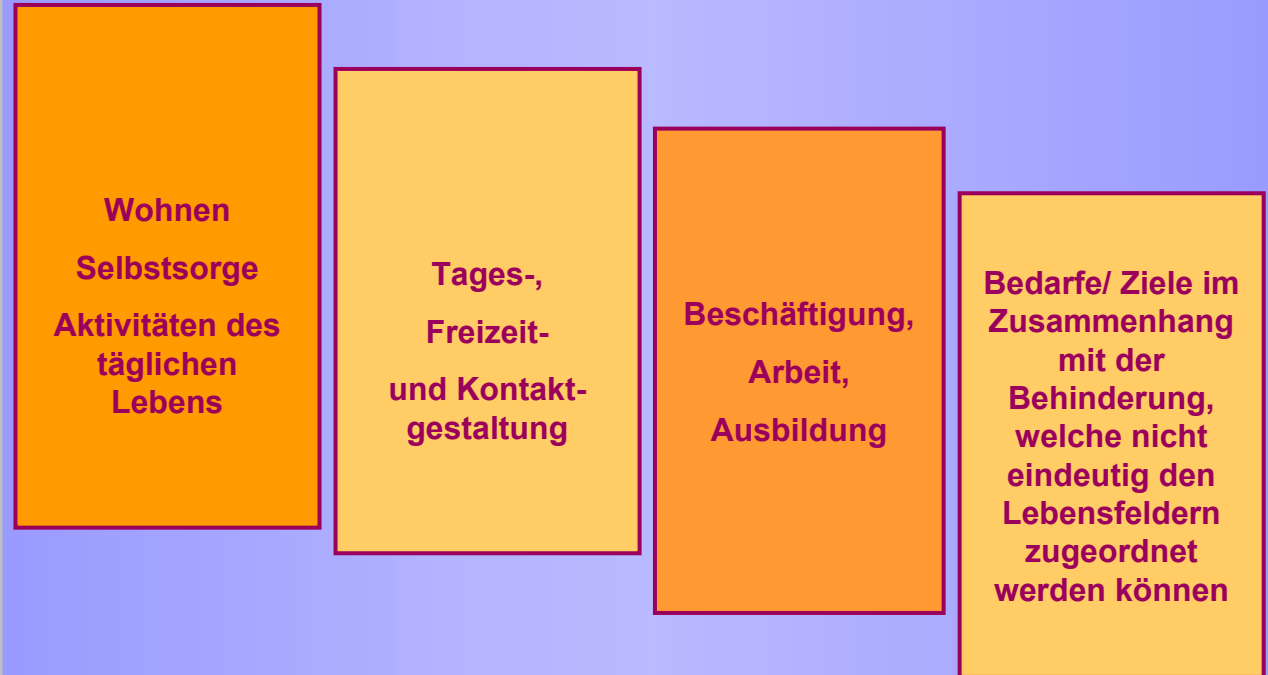 Wohnen
Selbstsorge
Aktivitäten des
täglichen
Lebens
Tages-,
Freizeit-
und Kontakt-
gestaltung
Beschäftigung,
Arbeit,
Ausbildung
Bedarfe/ Ziele im
Zusammenhang
mit der
Behinderung,
welche nicht
eindeutig den
Lebensfeldern
zugeordnet
werden können